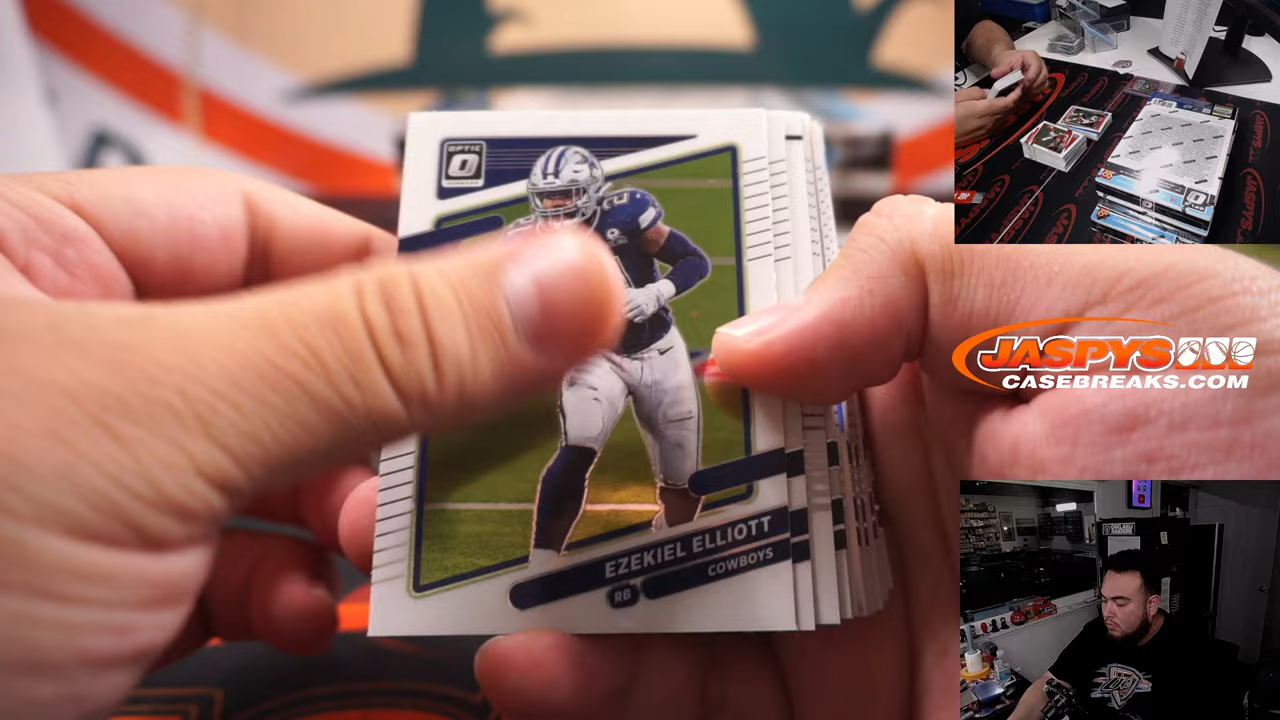 OPTIC
EZEKIEL ELLIOTT
COWBOYS
RB
JASPYS
CASEBREAKS.COM